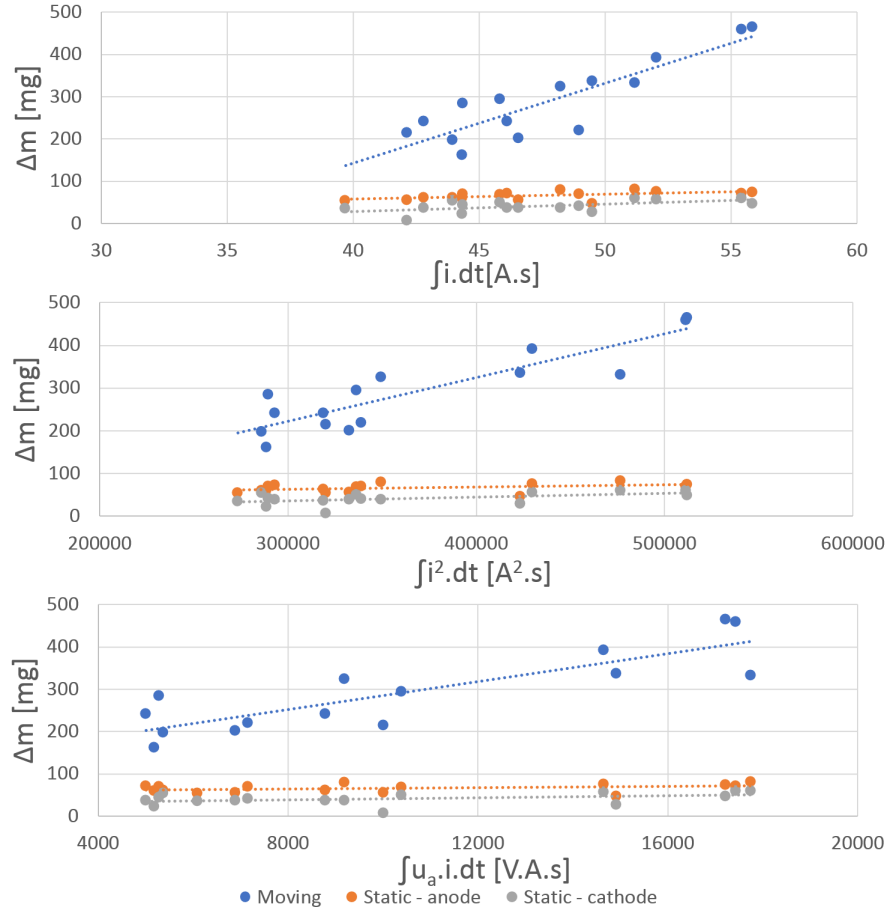 500
400
300
200
100
0
Δm [mg]
30 35 40 45 50 55 60
∫i.dt[A.s]
500
400
300
200
100
0
Δm [mg]
200000 300000 400000 500000 600000
∫i².dt [A².s]
500
400
300
200
100
0
Δm [mg]
4000 8000 12000 16000 20000
∫uₐ.i.dt [V.A.s]
Moving Static - anode Static - cathode